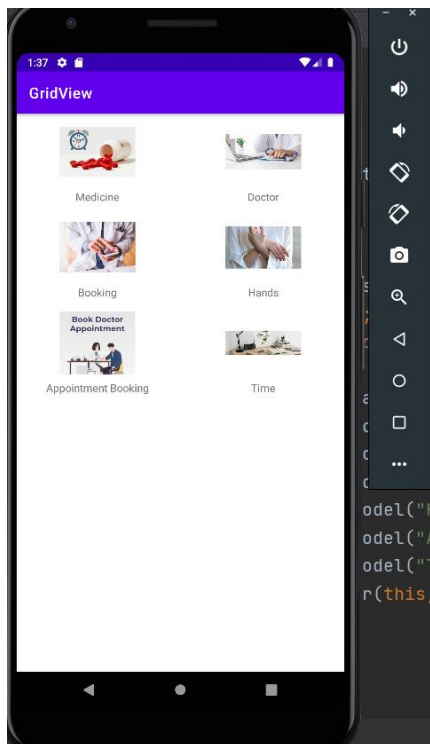 1:37
GridView
Medicine
Doctor
Booking
Hands
Book Doctor
Appointment
Appointment Booking
Time
odel("
odel("
odel("
r(this,